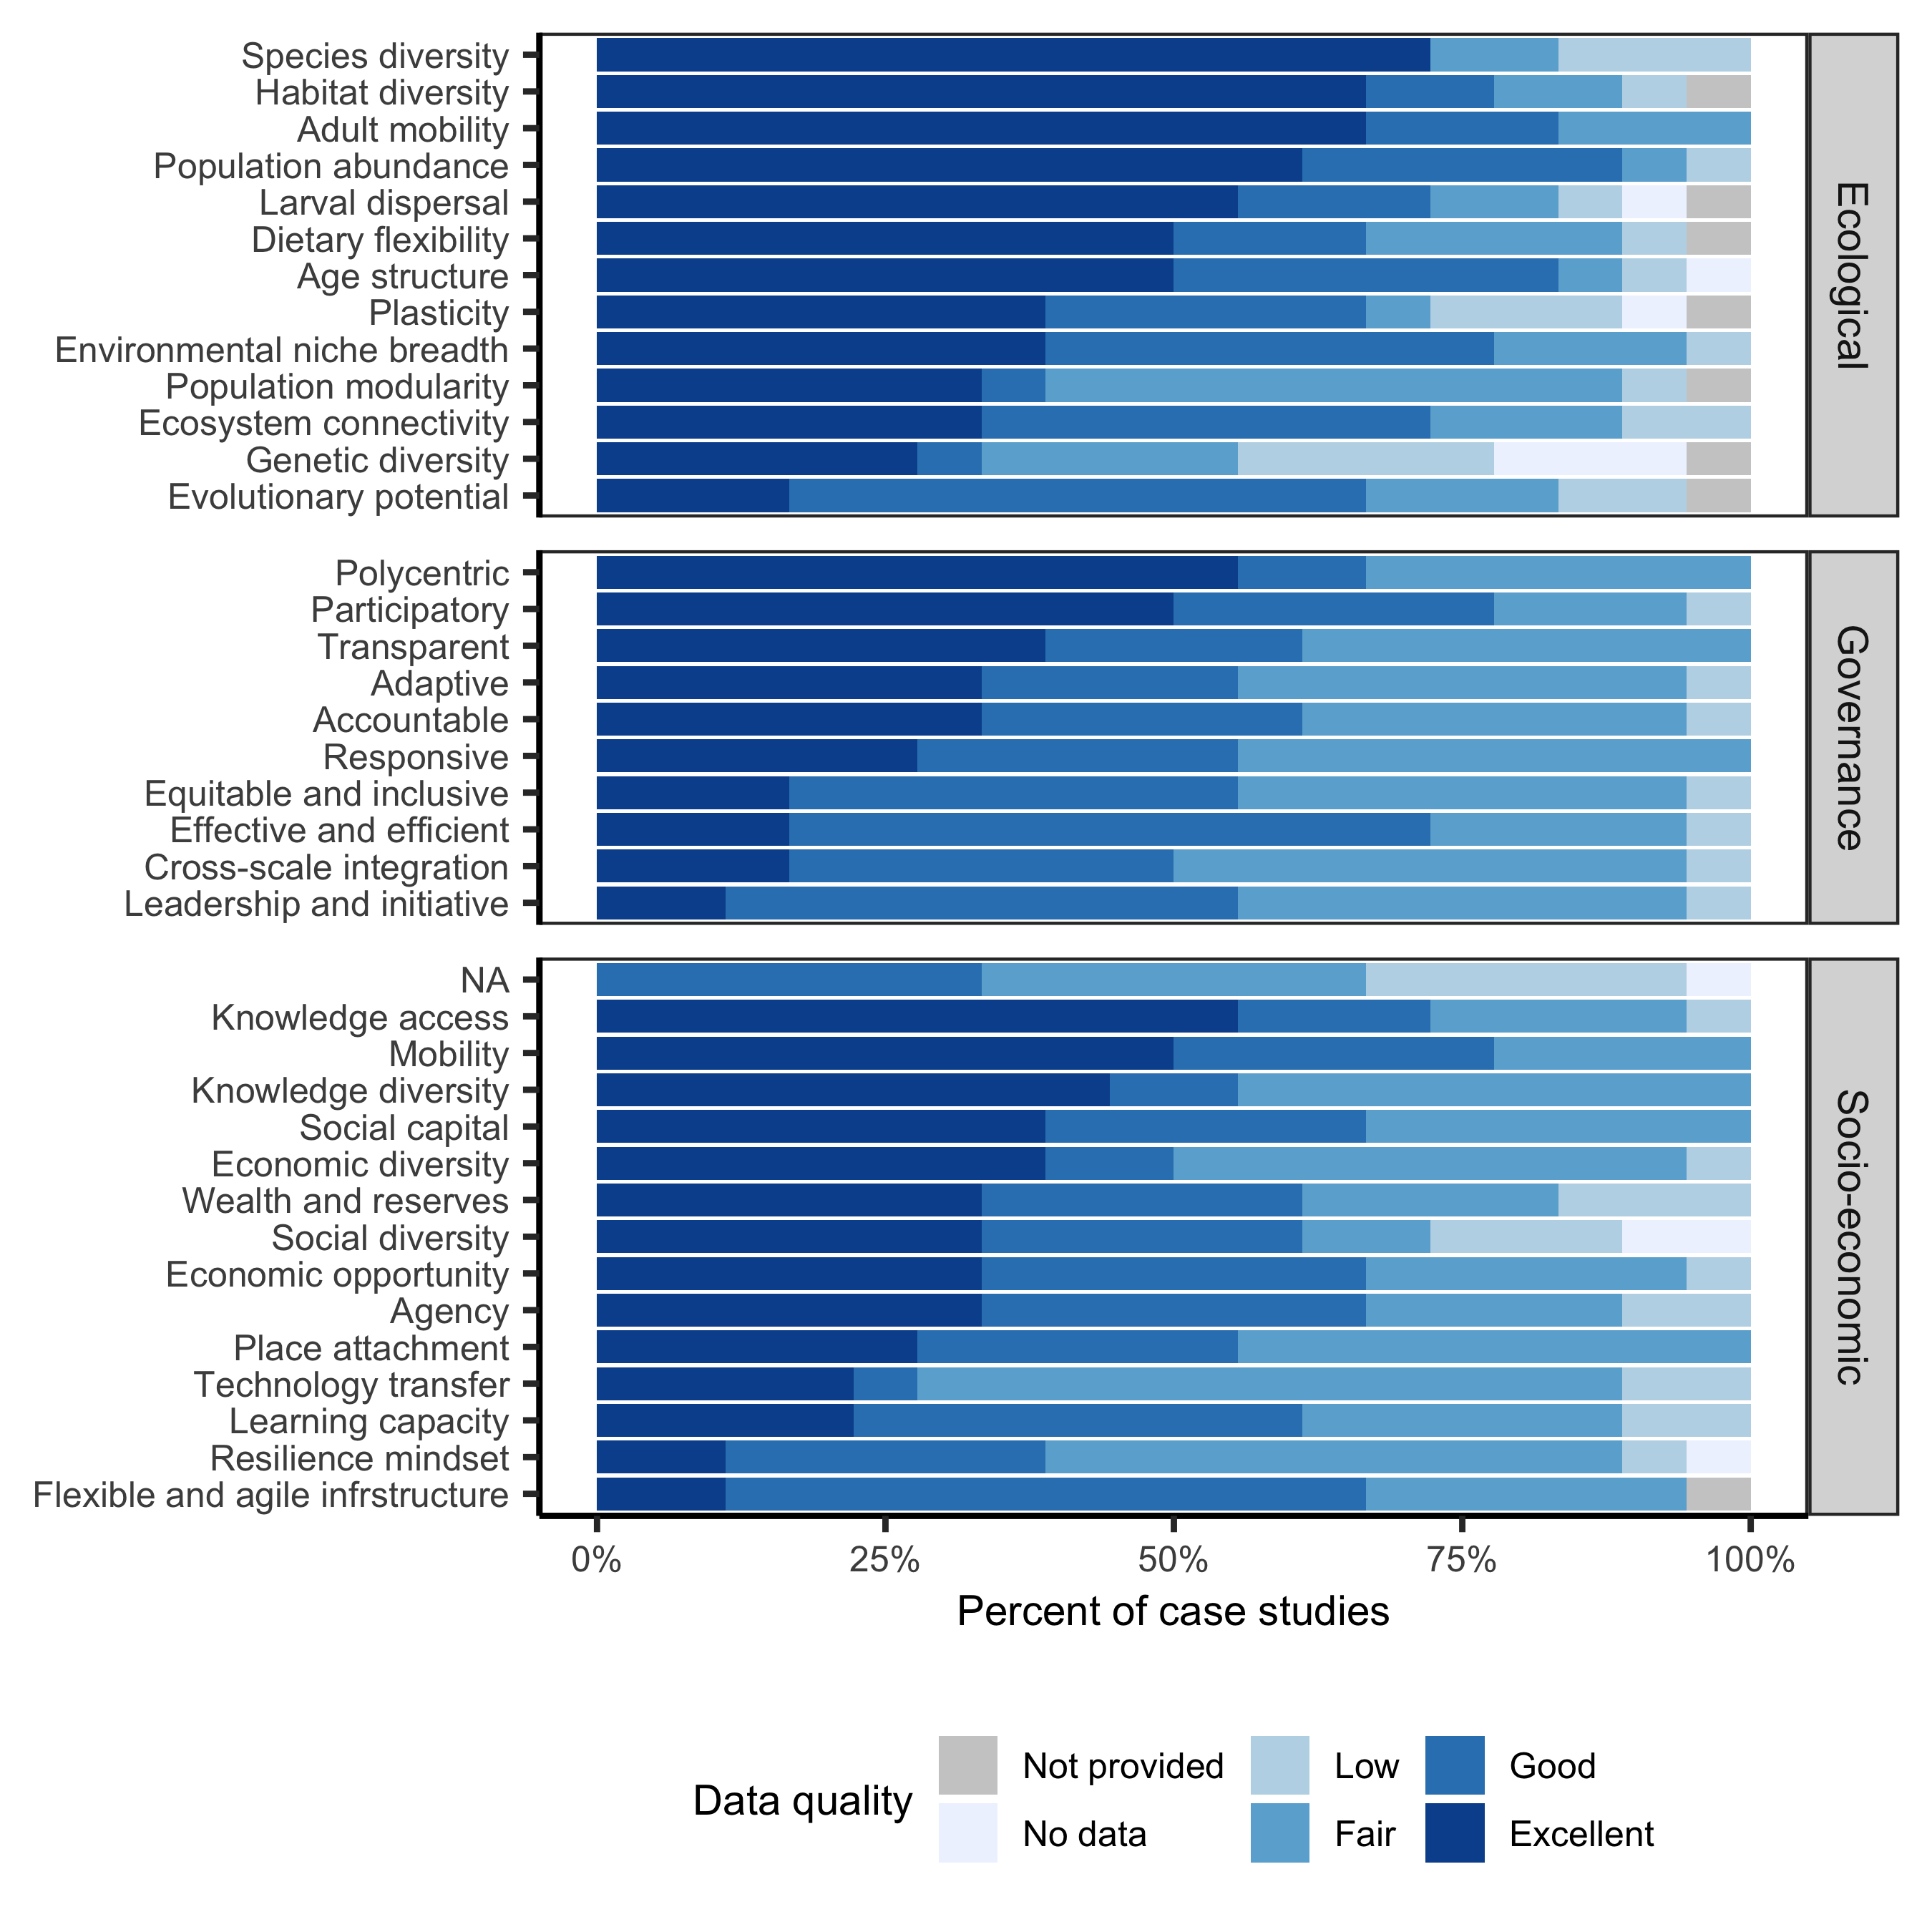 Species diversity
Habitat diversity
Adult mobility
Population abundance
Larval dispersal
Dietary flexibility
Age structure
Plasticity
Environmental niche breadth
Population modularity
Ecosystem connectivity
Genetic diversity
Evolutionary potential
Ecological
Polycentric
Participatory
Transparent
Adaptive
Accountable
Responsive
Equitable and inclusive
Effective and efficient
Cross-scale integration
Leadership and initiative
Governance
NA
Knowledge access
Mobility
Knowledge diversity
Social capital
Economic diversity
Wealth and reserves
Social diversity
Economic opportunity
Agency
Place attachment
Technology transfer
Learning capacity
Resilience mindset
Flexible and agile infrstructure
Socio-economic
0% 25% 50% 75% 100%
Percent of case studies
Data quality
Not provided Low Good
No data Fair Excellent